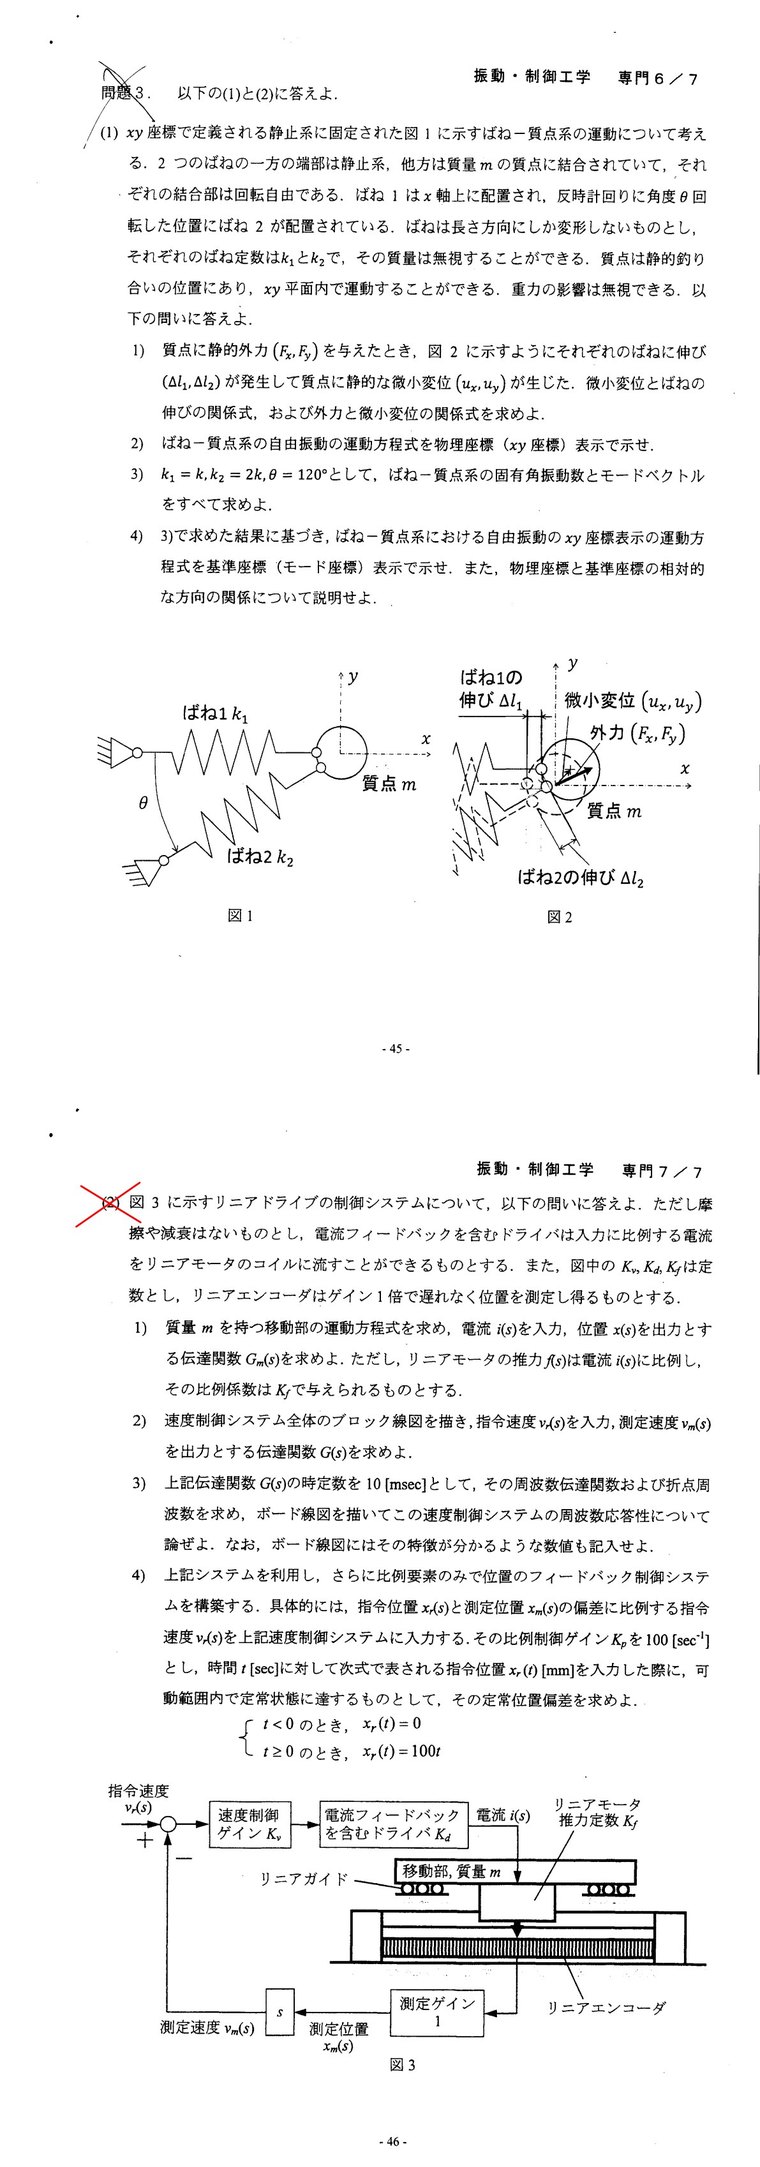 振動・制御工学　専門６／７
問題３．　以下の(1)と(2)に答えよ．
(1) xy 座標で定義される静止系に固定された図 1 に示すばね－質点系の運動について考え
る．2 つのばねの一方の端部は静止系，他方は質量 m の質点に結合されていて，それ
ぞれの結合部は回転自由である．ばね 1 は x 軸上に配置され，反時計回りに角度 θ 回
転した位置にばね 2 が配置されている．ばねは長さ方向にしか変形しないものとし，
それぞれのばね定数はk₁とk₂で，その質量は無視することができる．質点は静的釣り
合いの位置にあり，xy 平面内で運動することができる．重力の影響は無視できる．以
下の問いに答えよ．
1)　質点に静的外力 (Fₓ, F_y) を与えたとき，図 2 に示すようにそれぞれのばねに伸び
(Δl₁, Δl₂) が発生して質点に静的な微小変位 (uₓ, u_y) が生じた．微小変位とばねの
伸びの関係式，および外力と微小変位の関係式を求めよ．
2)　ばね－質点系の自由振動の運動方程式を物理座標（xy 座標）表示で示せ．
3)　k₁ = k, k₂ = 2k, θ = 120°として，ばね－質点系の固有角振動数とモードベクトル
をすべて求めよ．
4)　3)で求めた結果に基づき，ばね－質点系における自由振動の xy 座標表示の運動方
程式を基準座標（モード座標）表示で示せ．また，物理座標と基準座標の相対的
な方向の関係について説明せよ．
y
ばね1 k₁
x
質点 m
θ
ばね2 k₂
図 1
y
ばね1の
伸び Δl₁
微小変位 (uₓ, u_y)
外力 (Fₓ, F_y)
x
質点 m
ばね2の伸び Δl₂
図 2
- 45 -
振動・制御工学　専門７／７
(2) 図 3 に示すリニアドライブの制御システムについて，以下の問いに答えよ．ただし摩
擦や減衰はないものとし，電流フィードバックを含むドライバは入力に比例する電流
をリニアモータのコイルに流すことができるものとする．また，図中の Kv, Kd, Kfは定
数とし，リニアエンコーダはゲイン 1 倍で遅れなく位置を測定し得るものとする．
1)　質量 m を持つ移動部の運動方程式を求め，電流 i(s)を入力，位置 x(s)を出力とす
る伝達関数 Gm(s)を求めよ．ただし，リニアモータの推力 f(s)は電流 i(s)に比例し，
その比例係数は Kfで与えられるものとする．
2)　速度制御システム全体のブロック線図を描き，指令速度 vr(s)を入力，測定速度 vm(s)
を出力とする伝達関数 G(s)を求めよ．
3)　上記伝達関数 G(s)の時定数を 10 [msec]として，その周波数伝達関数および折点周
波数を求め，ボード線図を描いてこの速度制御システムの周波数応答性について
論ぜよ．なお，ボード線図にはその特徴が分かるような数値も記入せよ．
4)　上記システムを利用し，さらに比例要素のみで位置のフィードバック制御システ
ムを構築する．具体的には，指令位置 xr(s)と測定位置 xm(s)の偏差に比例する指令
速度 vr(s)を上記速度制御システムに入力する．その比例制御ゲイン Kpを 100 [sec⁻¹]
とし，時間 t [sec]に対して次式で表される指令位置 xr (t) [mm]を入力した際に，可
動範囲内で定常状態に達するものとして，その定常位置偏差を求めよ．
t < 0 のとき，xr (t) = 0
t ≥ 0 のとき，xr (t) = 100t
指令速度
vr(s)
+
−
速度制御
ゲイン Kv
電流フィードバック
を含むドライバ Kd
電流 i(s)
リニアモータ
推力定数 Kf
移動部, 質量 m
リニアガイド
リニアエンコーダ
測定ゲイン
1
測定位置
xm(s)
s
測定速度 vm(s)
図 3
- 46 -